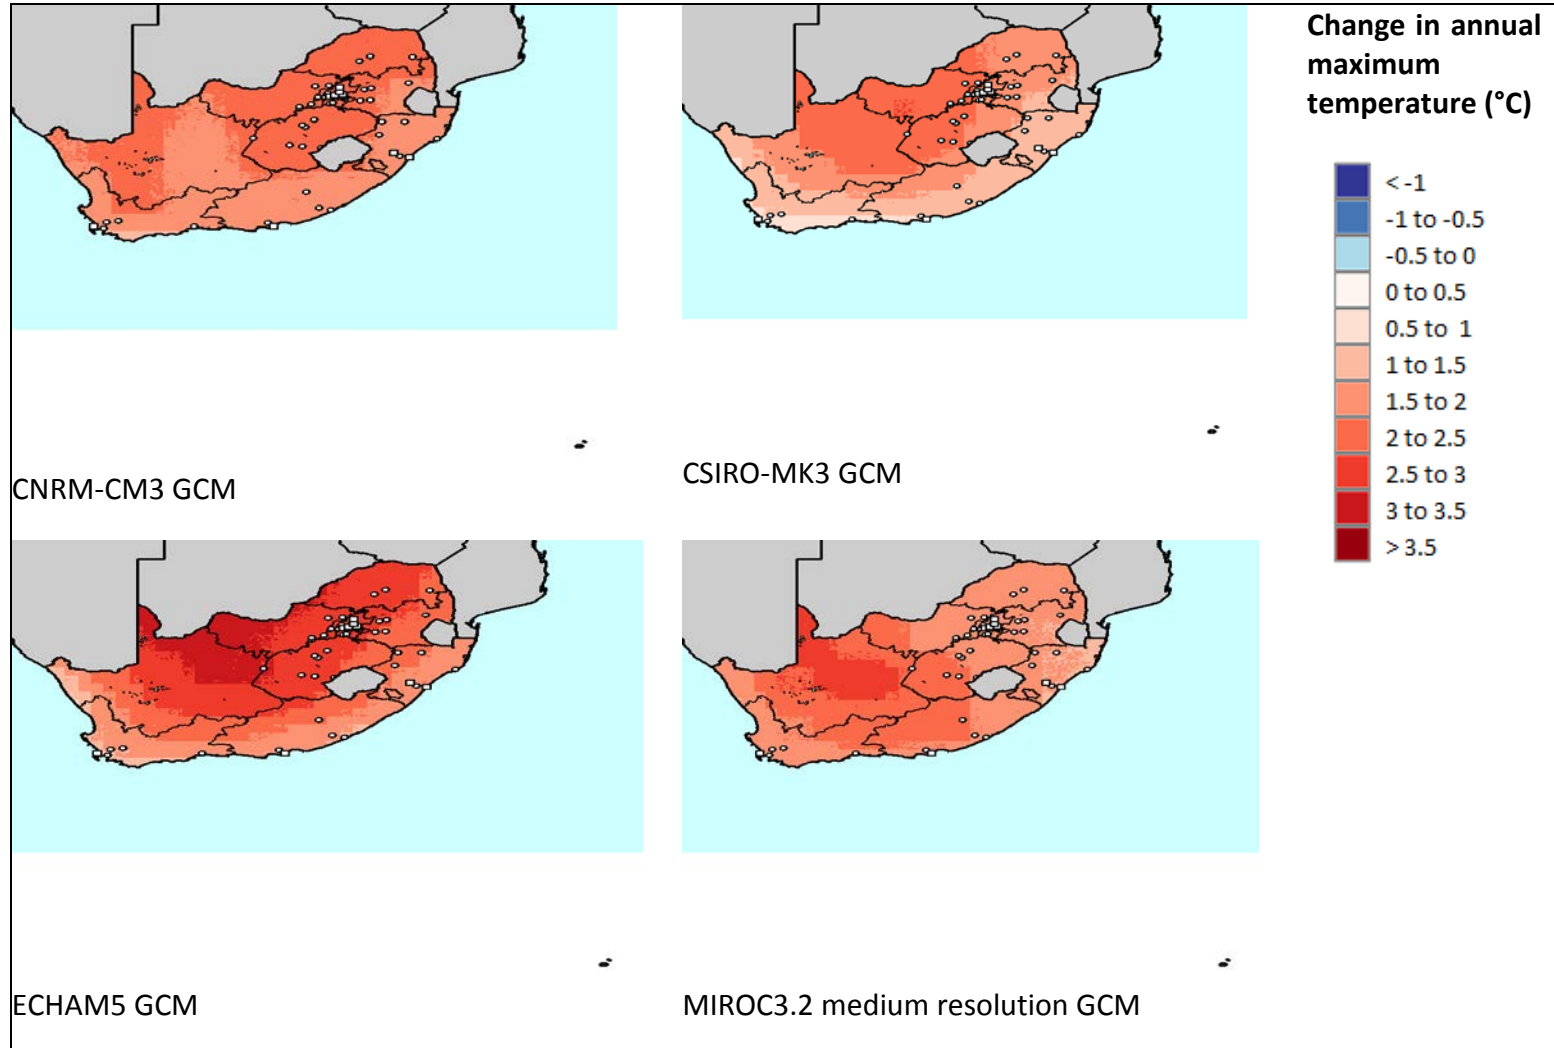 Change in annual
maximum
temperature (°C)
< -1
-1 to -0.5
-0.5 to 0
0 to 0.5
0.5 to 1
1 to 1.5
1.5 to 2
2 to 2.5
2.5 to 3
3 to 3.5
> 3.5
CNRM-CM3 GCM
CSIRO-MK3 GCM
ECHAM5 GCM
MIROC3.2 medium resolution GCM